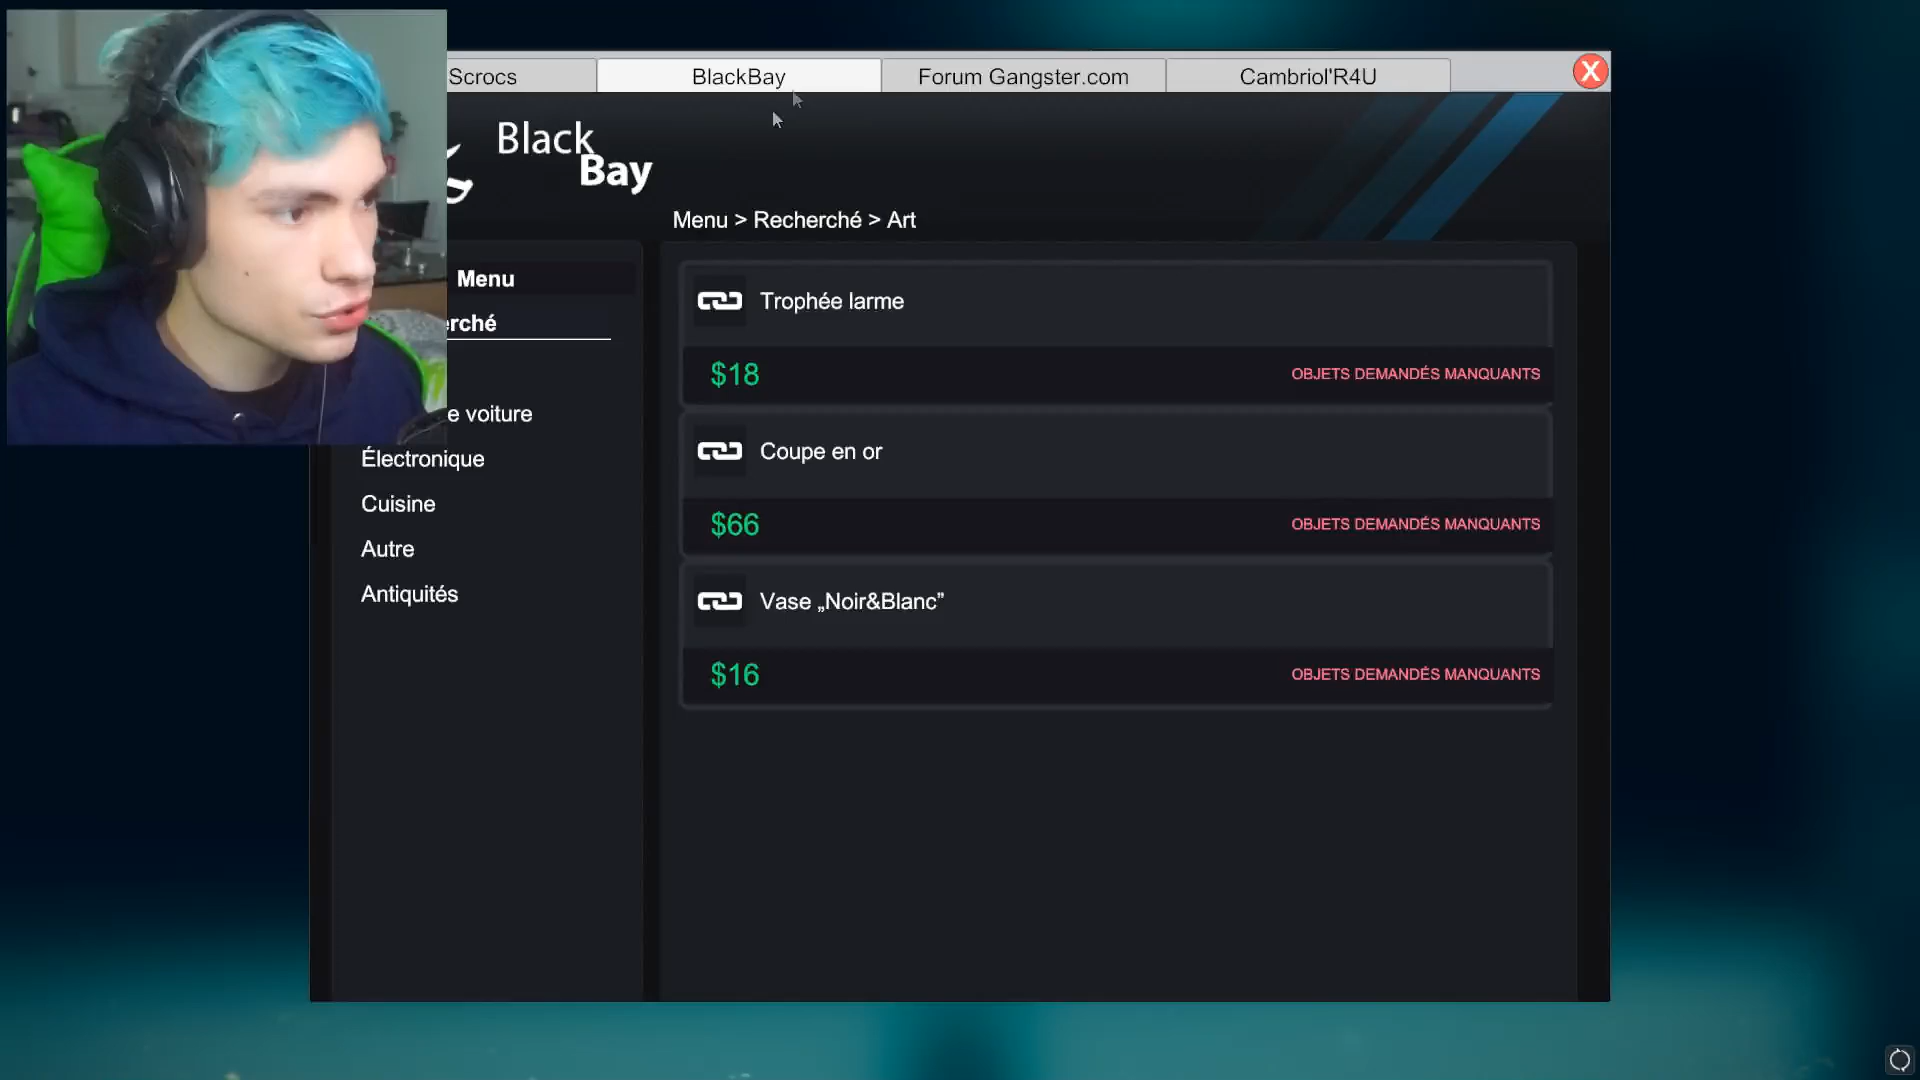 Scrocs
BlackBay
Forum Gangster.com
Cambriol'R4U
X
Black
Bay
Menu > Recherché > Art
Menu
erché
e voiture
Électronique
Cuisine
Autre
Antiquités
Trophée larme
$18
OBJETS DEMANDÉS MANQUANTS
Coupe en or
$66
OBJETS DEMANDÉS MANQUANTS
Vase „Noir&Blanc”
$16
OBJETS DEMANDÉS MANQUANTS